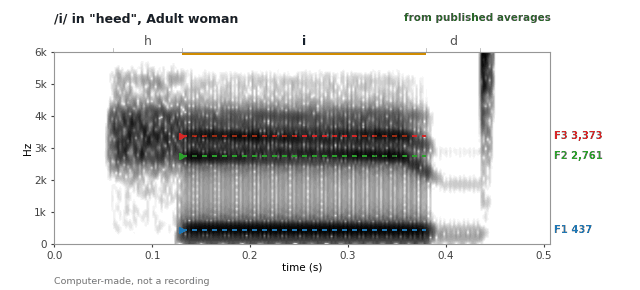 /i/ in "heed", Adult woman
from published averages
h i d
6k
5k
4k
3k
2k
1k
0
Hz
F3 3,373
F2 2,761
F1 437
0.0 0.1 0.2 0.3 0.4 0.5
time (s)
Computer-made, not a recording